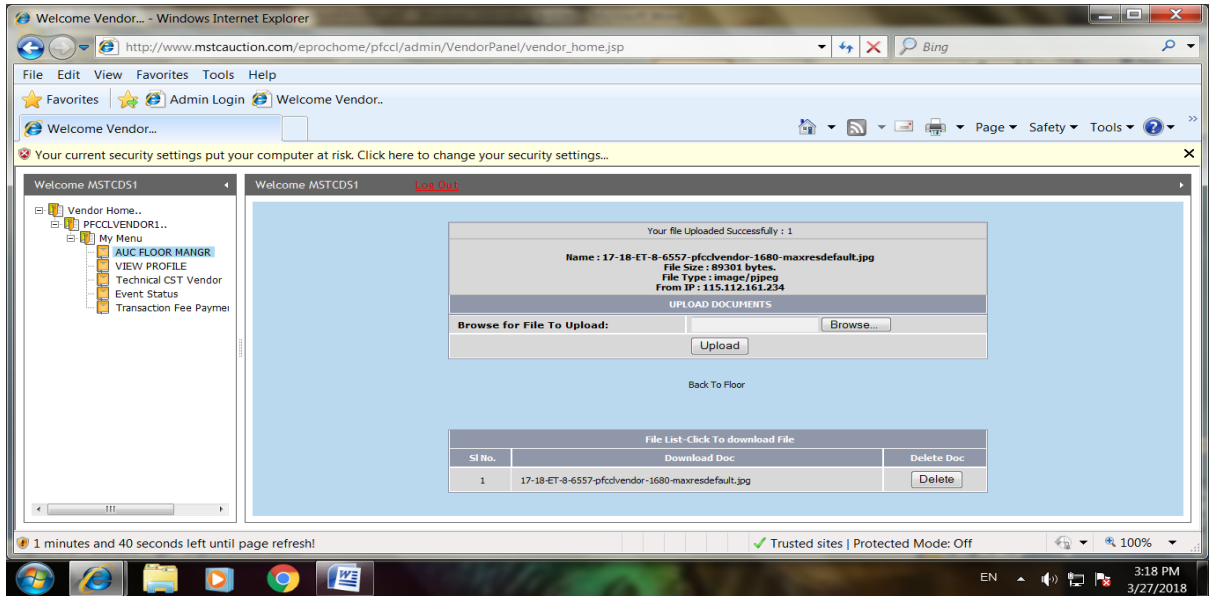 Welcome Vendor... - Windows Internet Explorer
http://www.mstcauction.com/eprochome/pfccl/admin/VendorPanel/vendor_home.jsp
Bing
File Edit View Favorites Tools Help
Favorites Admin Login Welcome Vendor..
Welcome Vendor... Page Safety Tools
Your current security settings put your computer at risk. Click here to change your security settings...
Welcome MSTCDS1
Vendor Home..
PFCCLVENDOR1..
My Menu
AUC FLOOR MANGR
VIEW PROFILE
Technical CST Vendor
Event Status
Transaction Fee Paymer
Welcome MSTCDS1 Log Out
Your file Uploaded Successfully : 1
Name : 17-18-ET-8-6557-pfcclvendor-1680-maxresdefault.jpg
File Size : 89301 bytes.
File Type : image/pjpeg
From IP : 115.112.161.234
UPLOAD DOCUMENTS
Browse for File To Upload: Browse...
Upload
Back To Floor
File List-Click To download File
Sl No. Download Doc Delete Doc
1 17-18-ET-8-6557-pfcclvendor-1680-maxresdefault.jpg Delete
1 minutes and 40 seconds left until page refresh! Trusted sites | Protected Mode: Off 100%
EN 3:18 PM
3/27/2018